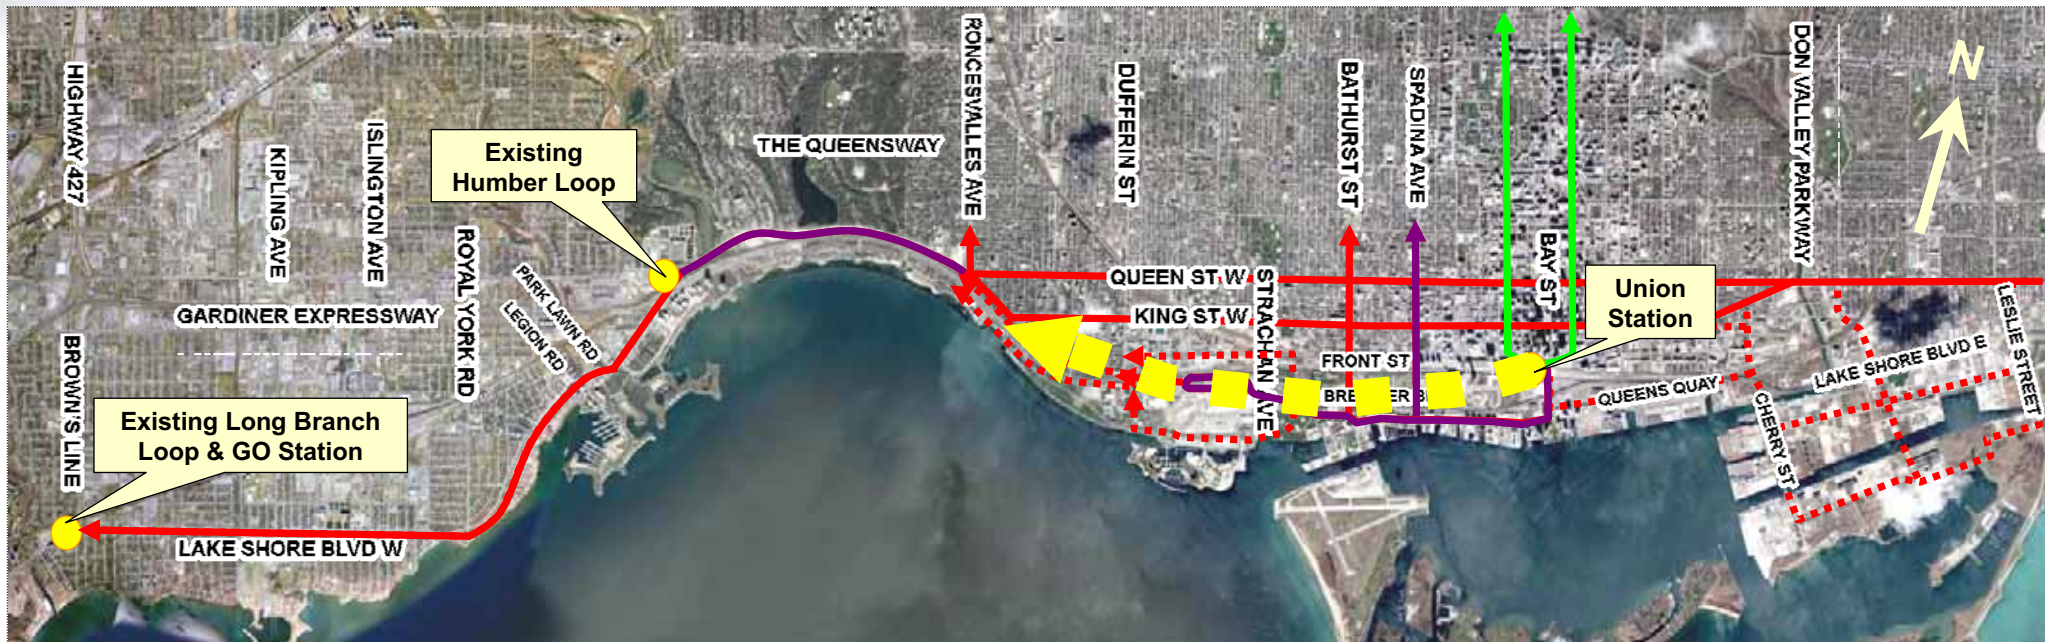 HIGHWAY 427
KIPLING AVE
ISLINGTON AVE
ROYAL YORK RD
Existing
Humber Loop
THE QUEENSWAY
RONCESVALLES AVE
DUFFERIN ST
BATHURST ST
SPADINA AVE
BAY ST
DON VALLEY PARKWAY
N
GARDINER EXPRESSWAY
PARK LAWN RD
LEGION RD
QUEEN ST W
KING ST W
STRACHAN AVE
FRONT ST
Union
Station
LESLIE STREET
LAKE SHORE BLVD E
QUEENS QUAY
CHERRY ST
BROWN'S LINE
Existing Long Branch
Loop & GO Station
LAKE SHORE BLVD W